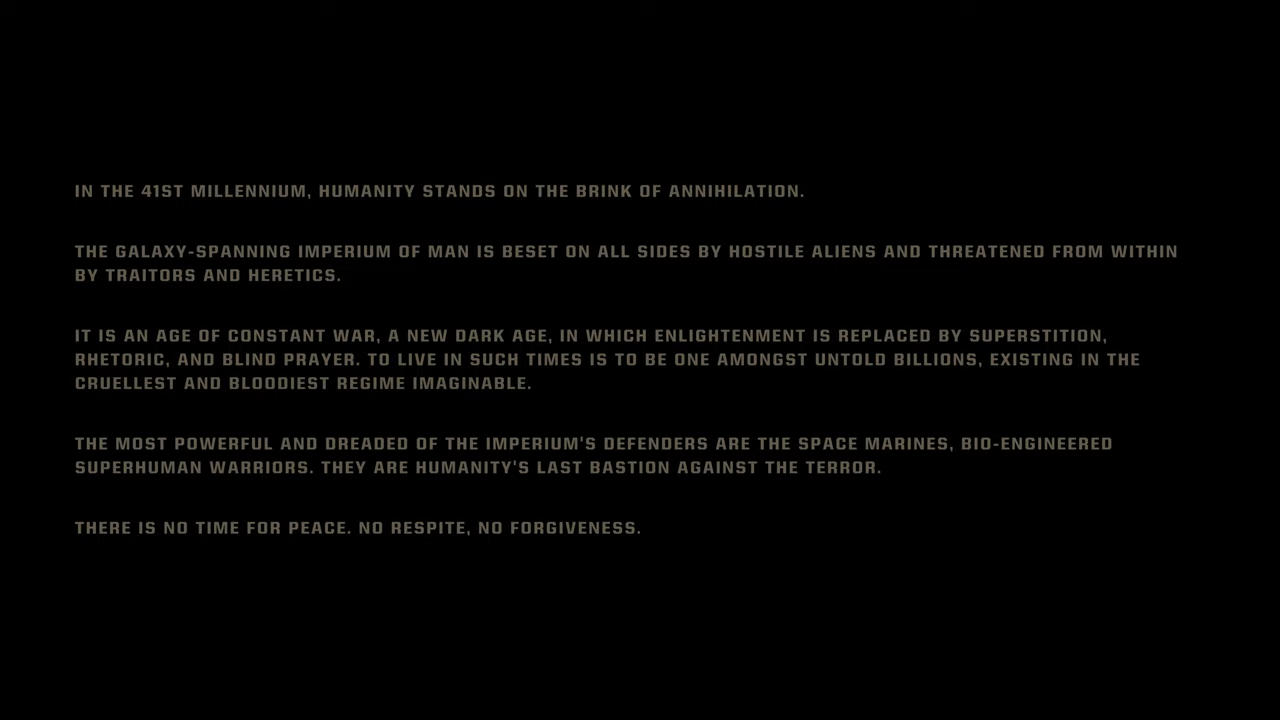 IN THE 41ST MILLENNIUM, HUMANITY STANDS ON THE BRINK OF ANNIHILATION.
THE GALAXY-SPANNING IMPERIUM OF MAN IS BESET ON ALL SIDES BY HOSTILE ALIENS AND THREATENED FROM WITHIN
BY TRAITORS AND HERETICS.
IT IS AN AGE OF CONSTANT WAR, A NEW DARK AGE, IN WHICH ENLIGHTENMENT IS REPLACED BY SUPERSTITION,
RHETORIC, AND BLIND PRAYER. TO LIVE IN SUCH TIMES IS TO BE ONE AMONGST UNTOLD BILLIONS, EXISTING IN THE
CRUELLEST AND BLOODIEST REGIME IMAGINABLE.
THE MOST POWERFUL AND DREADED OF THE IMPERIUM'S DEFENDERS ARE THE SPACE MARINES, BIO-ENGINEERED
SUPERHUMAN WARRIORS. THEY ARE HUMANITY'S LAST BASTION AGAINST THE TERROR.
THERE IS NO TIME FOR PEACE. NO RESPITE, NO FORGIVENESS.